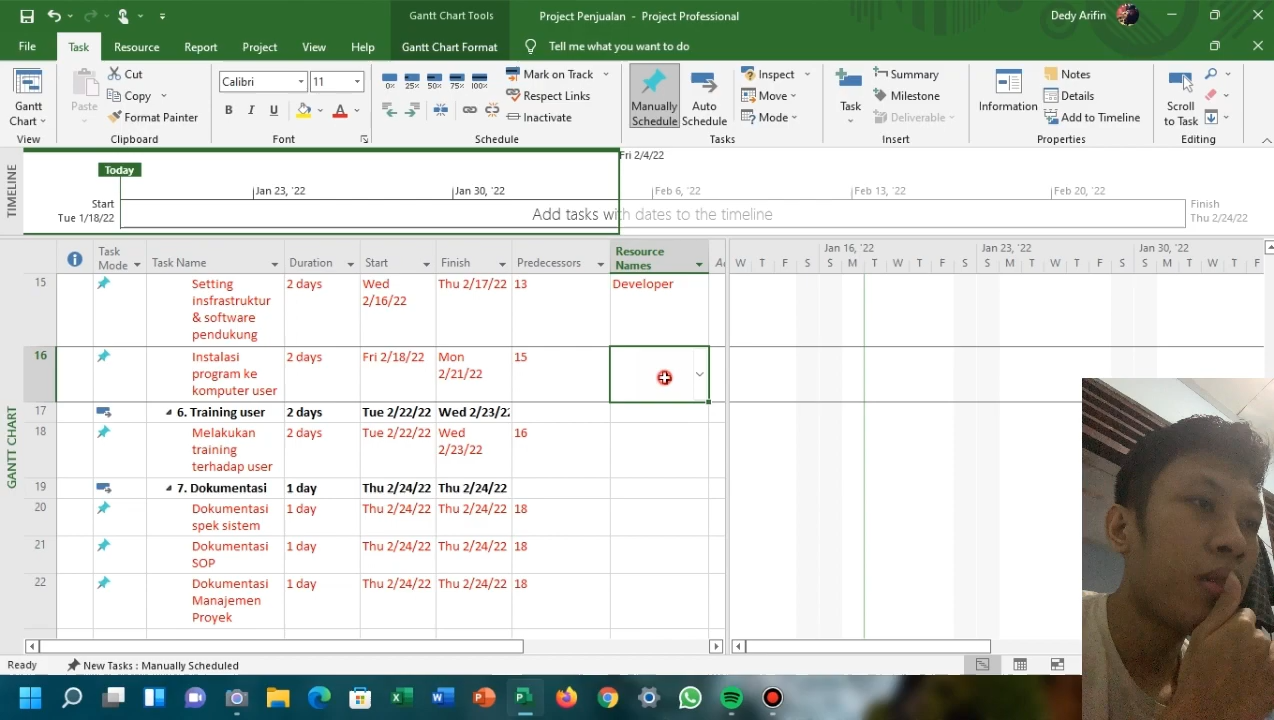 Gantt Chart Tools
Project Penjualan - Project Professional
Dedy Arifin
File Task Resource Report Project View Help Gantt Chart Format Tell me what you want to do
Gantt Chart
View
Paste
Cut
Copy
Format Painter
Clipboard
Calibri 11
B I U A
Font
0% 25% 50% 75% 100%
Mark on Track
Respect Links
Inactivate
Schedule
Manually Schedule
Auto Schedule
Inspect
Move
Mode
Tasks
Task
Summary
Milestone
Deliverable
Insert
Information
Notes
Details
Add to Timeline
Properties
Scroll to Task
Editing
TIMELINE
Fri 2/4/22
Today
Jan 23, '22 Jan 30, '22 Feb 6, '22 Feb 13, '22 Feb 20, '22
Start
Tue 1/18/22
Add tasks with dates to the timeline
Finish
Thu 2/24/22
GANTT CHART
Task Mode Task Name Duration Start Finish Predecessors Resource Names
Jan 16, '22 Jan 23, '22 Jan 30, '22
W T F S S M T W T F S S M T W T F S S M T W T F
15 Setting insfrastruktur & software pendukung 2 days Wed 2/16/22 Thu 2/17/22 13 Developer
16 Instalasi program ke komputer user 2 days Fri 2/18/22 Mon 2/21/22 15
17 6. Training user 2 days Tue 2/22/22 Wed 2/23/22
18 Melakukan training terhadap user 2 days Tue 2/22/22 Wed 2/23/22 16
19 7. Dokumentasi 1 day Thu 2/24/22 Thu 2/24/22
20 Dokumentasi spek sistem 1 day Thu 2/24/22 Thu 2/24/22 18
21 Dokumentasi SOP 1 day Thu 2/24/22 Thu 2/24/22 18
22 Dokumentasi Manajemen Proyek 1 day Thu 2/24/22 Thu 2/24/22 18
Ready New Tasks : Manually Scheduled